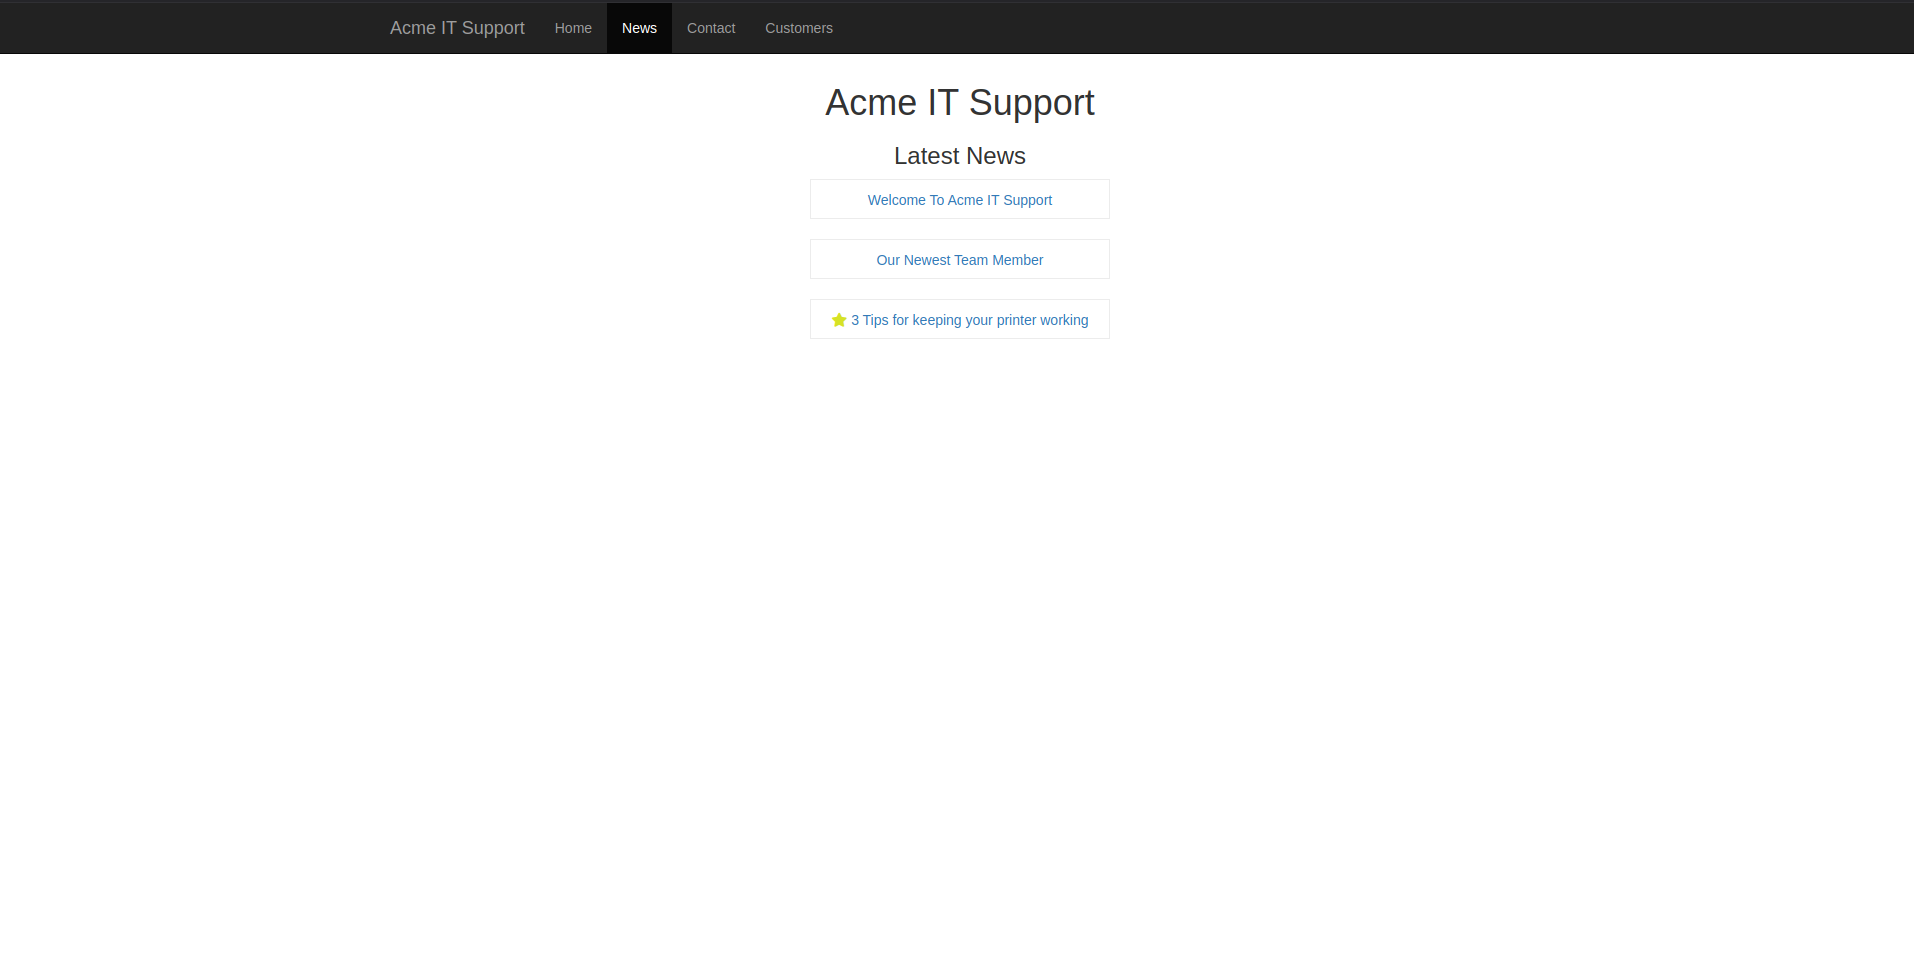 Acme IT Support Home News Contact Customers
Acme IT Support
Latest News
Welcome To Acme IT Support
Our Newest Team Member
3 Tips for keeping your printer working